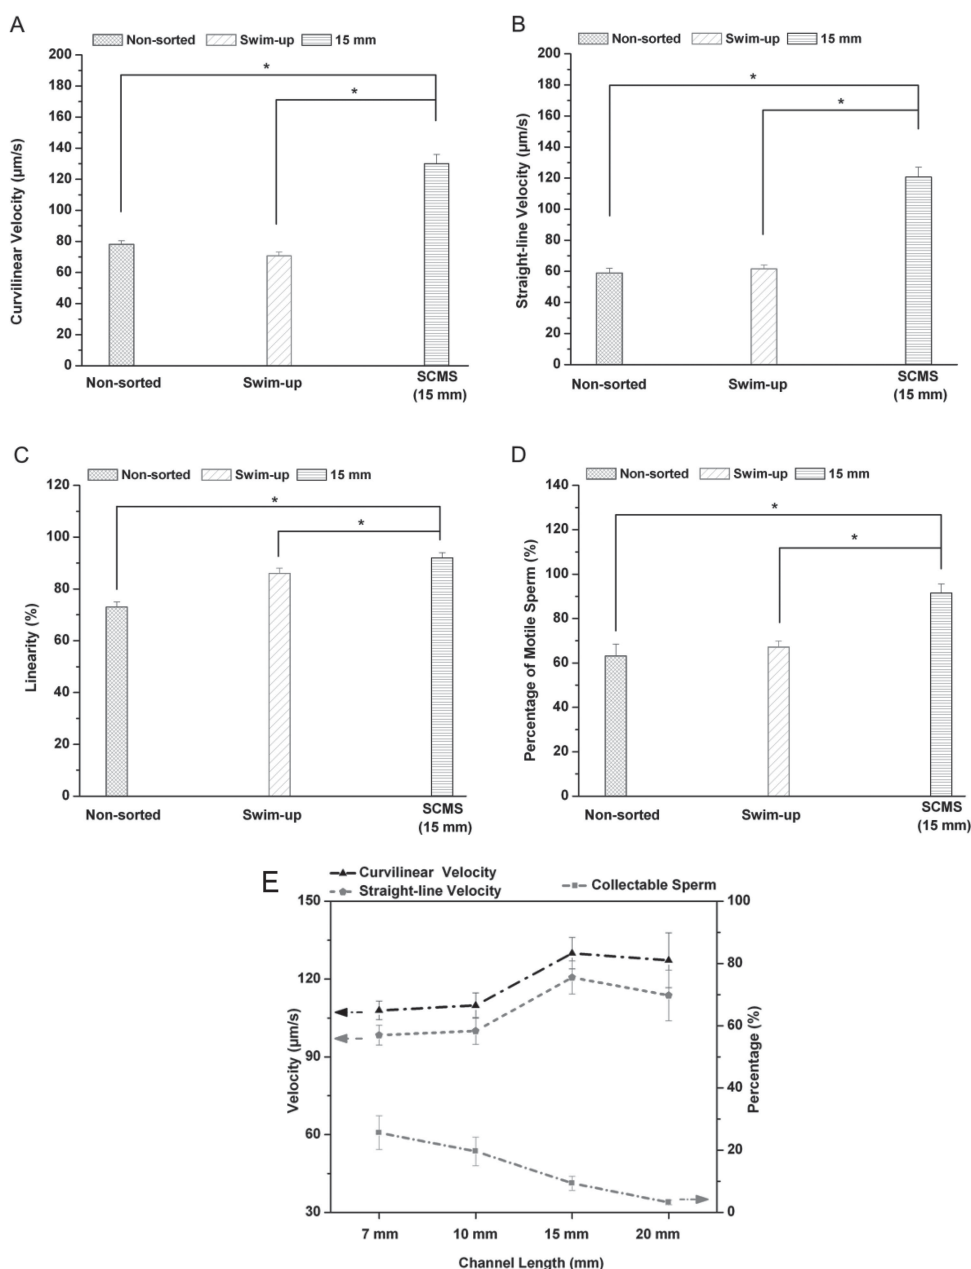 A
Non-sorted Swim-up 15 mm
200
180
160
140
120
100
80
60
40
20
0
Curvilinear Velocity (µm/s)
*
*
Non-sorted Swim-up SCMS
(15 mm)
B
Non-sorted Swim-up 15 mm
200
180
160
140
120
100
80
60
40
20
0
Straight-line Velocity (µm/s)
*
*
Non-sorted Swim-up SCMS
(15 mm)
C
Non-sorted Swim-up 15 mm
120
100
80
60
40
20
0
Linearity (%)
*
*
Non-sorted Swim-up SCMS
(15 mm)
D
Non-sorted Swim-up 15 mm
140
120
100
80
60
40
20
0
Percentage of Motile Sperm (%)
*
*
Non-sorted Swim-up SCMS
(15 mm)
E
Curvilinear Velocity
Straight-line Velocity
Collectable Sperm
150
120
90
60
30
Velocity (µm/s)
100
80
60
40
20
0
Percentage (%)
7 mm 10 mm 15 mm 20 mm
Channel Length (mm)